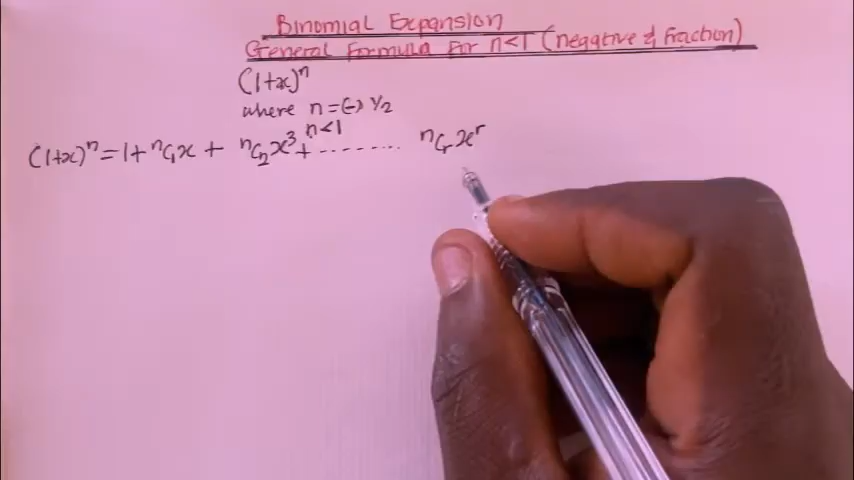 Binomial Expansion
General Formula For n<1 (negative & fraction)
(1+x)ⁿ
where n = (-) 1/2
n<1
(1+x)ⁿ = 1 + ⁿC₁x + ⁿC₂x³ + -------- ⁿCᵣxʳ